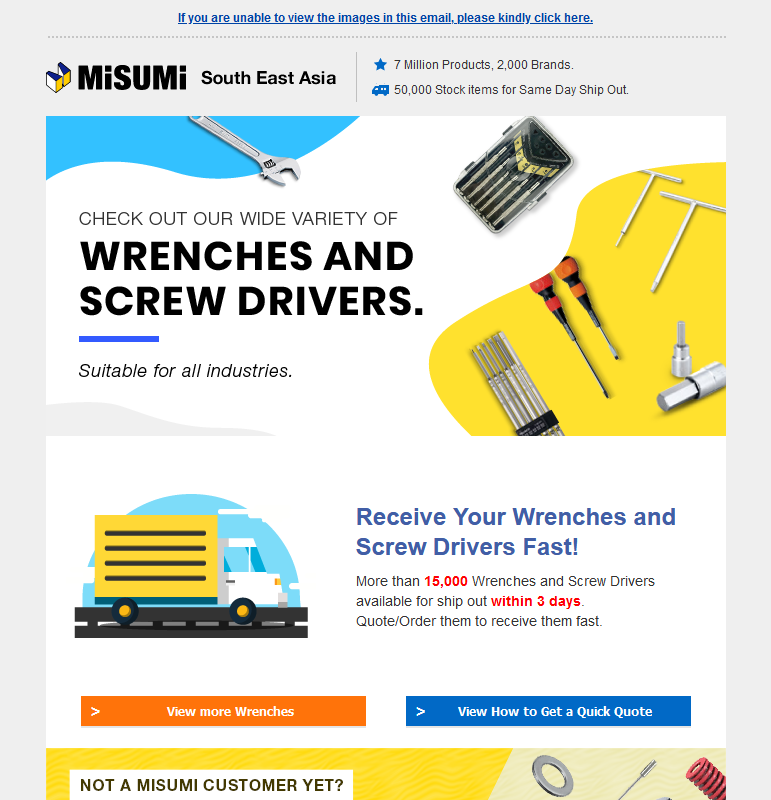 If you are unable to view the images in this email, please kindly click here.
MiSUMi South East Asia
7 Million Products, 2,000 Brands.
50,000 Stock items for Same Day Ship Out.
CHECK OUT OUR WIDE VARIETY OF
WRENCHES AND
SCREW DRIVERS.
Suitable for all industries.
Receive Your Wrenches and
Screw Drivers Fast!
More than 15,000 Wrenches and Screw Drivers
available for ship out within 3 days.
Quote/Order them to receive them fast.
> View more Wrenches
> View How to Get a Quick Quote
NOT A MISUMI CUSTOMER YET?